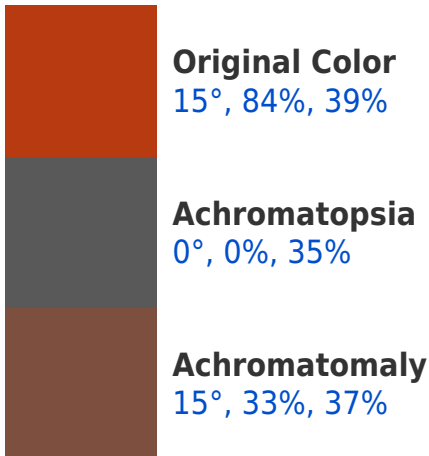 Original Color
15°, 84%, 39%
Achromatopsia
0°, 0%, 35%
Achromatomaly
15°, 33%, 37%